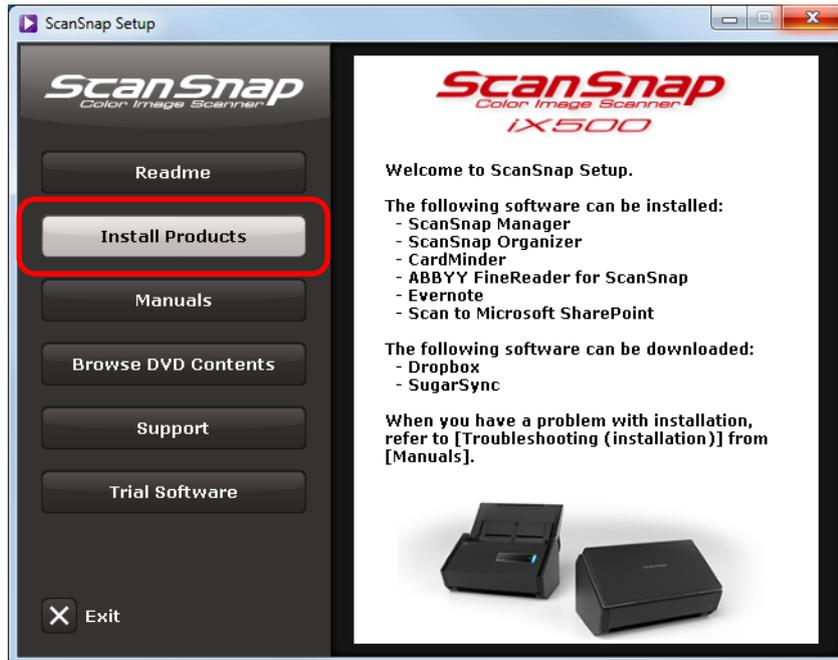 ScanSnap Setup
ScanSnap
Color Image Scanner
Readme
Install Products
Manuals
Browse DVD Contents
Support
Trial Software
Exit
ScanSnap
Color Image Scanner
iX500
Welcome to ScanSnap Setup.
The following software can be installed:
- ScanSnap Manager
- ScanSnap Organizer
- CardMinder
- ABBYY FineReader for ScanSnap
- Evernote
- Scan to Microsoft SharePoint
The following software can be downloaded:
- Dropbox
- SugarSync
When you have a problem with installation,
refer to [Troubleshooting (installation)] from
[Manuals].